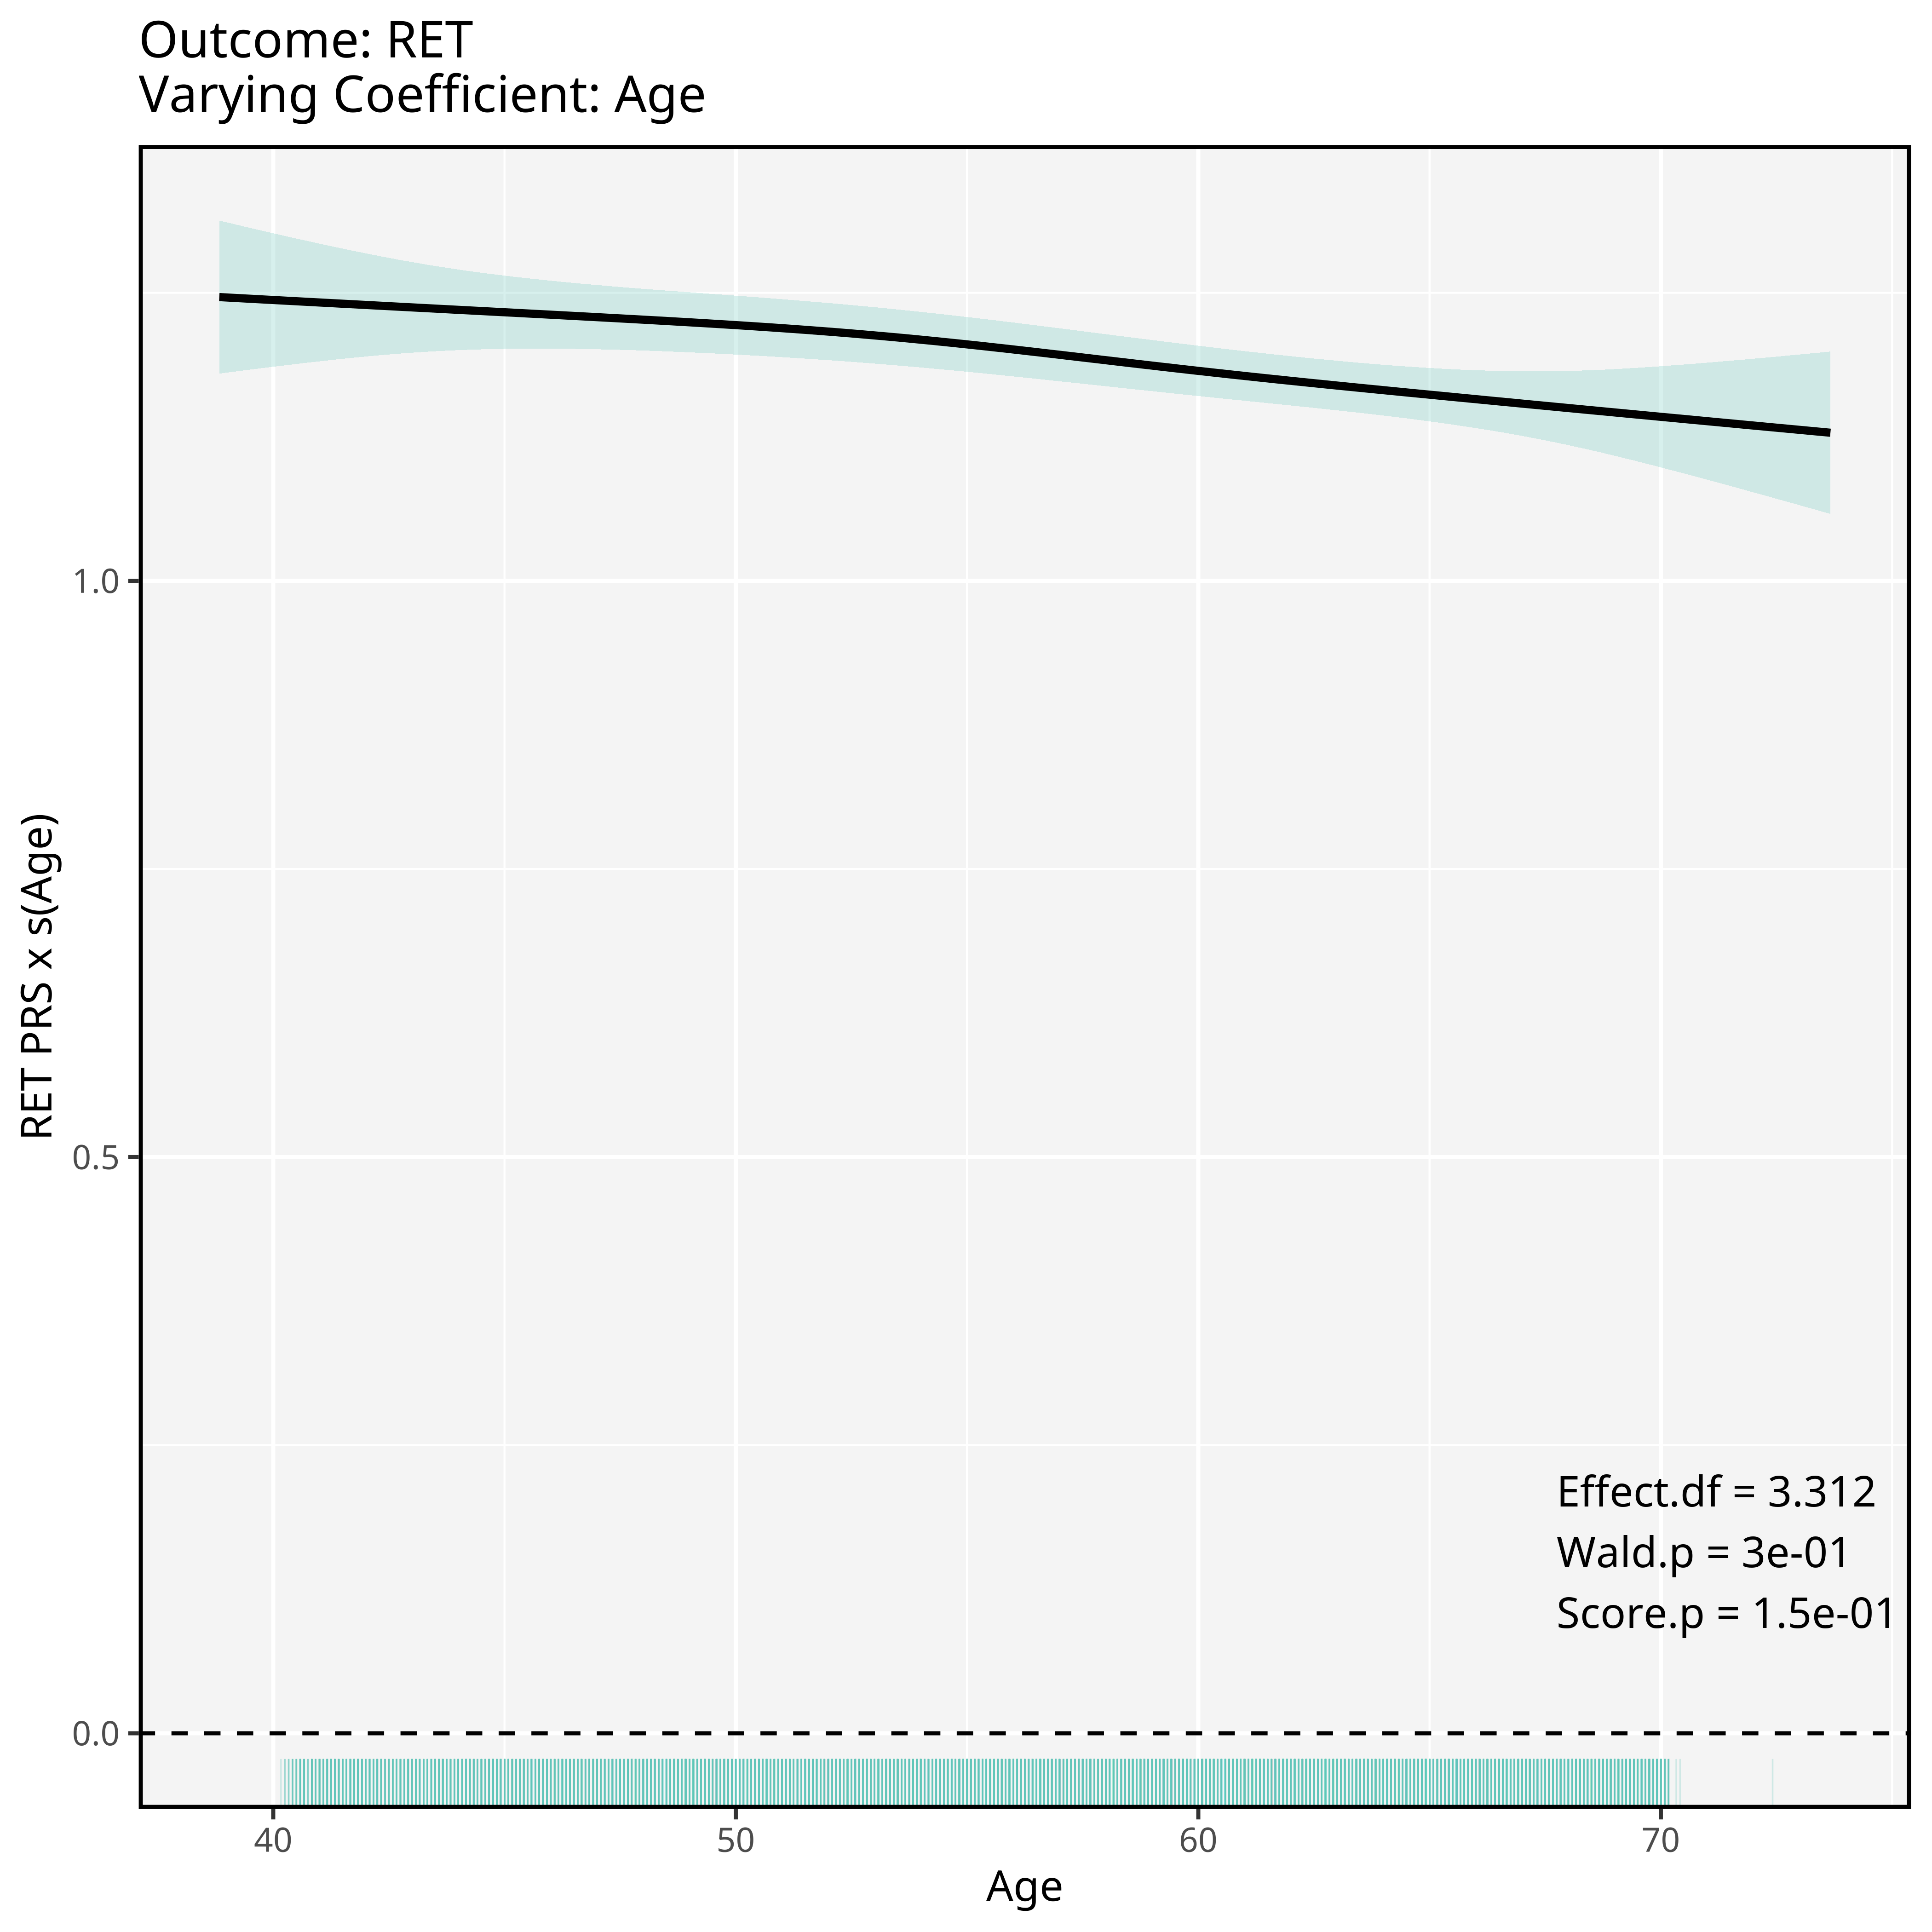 Outcome: RET
Varying Coefficient: Age
RET PRS x s(Age)
1.0
0.5
0.0
Effect.df = 3.312
Wald.p = 3e-01
Score.p = 1.5e-01
40 50 60 70
Age